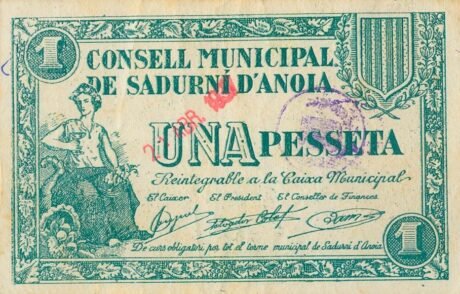 1
CONSELL MUNICIPAL
DE SADURNÍ D'ANOIA
UNA PESSETA
Reintegrable a la Caixa Municipal
El Caixer El President El Conseller de Finances
De curs obligatori per tot el terme municipal de Sadurní d'Anoia
1